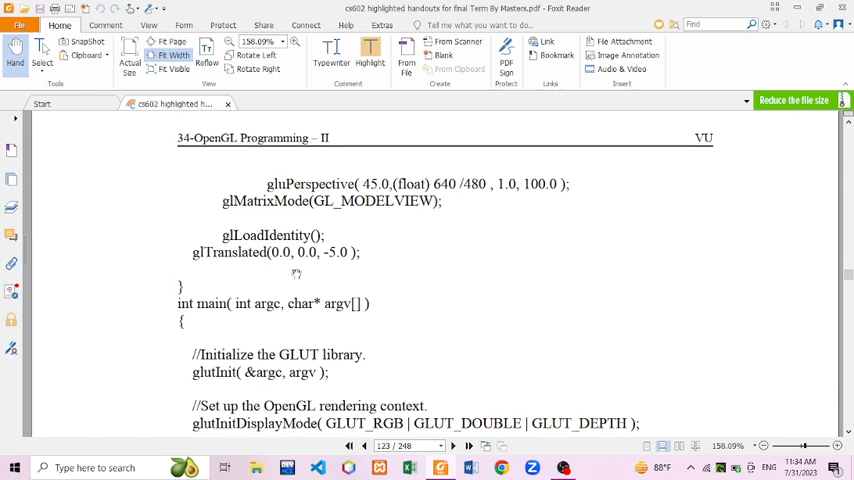 cs602 highlighted handouts for final Term By Masters.pdf - Foxit Reader
File Home Comment View Form Protect Share Connect Help Extras Tell me what you want to do... Find
Hand
Select
SnapShot
Clipboard
Actual Size
Fit Page
Fit Width
Fit Visible
Reflow
158.09%
Rotate Left
Rotate Right
Typewriter
Highlight
From File
From Scanner
Blank
From Clipboard
PDF Sign
Link
Bookmark
File Attachment
Image Annotation
Audio & Video
Tools View Comment Create Protect Links Insert
Start cs602 highlighted h... Reduce the file size
34-OpenGL Programming – II VU
gluPerspective( 45.0,(float) 640 /480 , 1.0, 100.0 );
glMatrixMode(GL_MODELVIEW);
glLoadIdentity();
glTranslated(0.0, 0.0, -5.0 );
}
int main( int argc, char* argv[] )
{
//Initialize the GLUT library.
glutInit( &argc, argv );
//Set up the OpenGL rendering context.
glutInitDisplayMode( GLUT_RGB | GLUT_DOUBLE | GLUT_DEPTH );
123 / 248 158.09%
Type here to search 88°F ENG 11:34 AM
7/31/2023